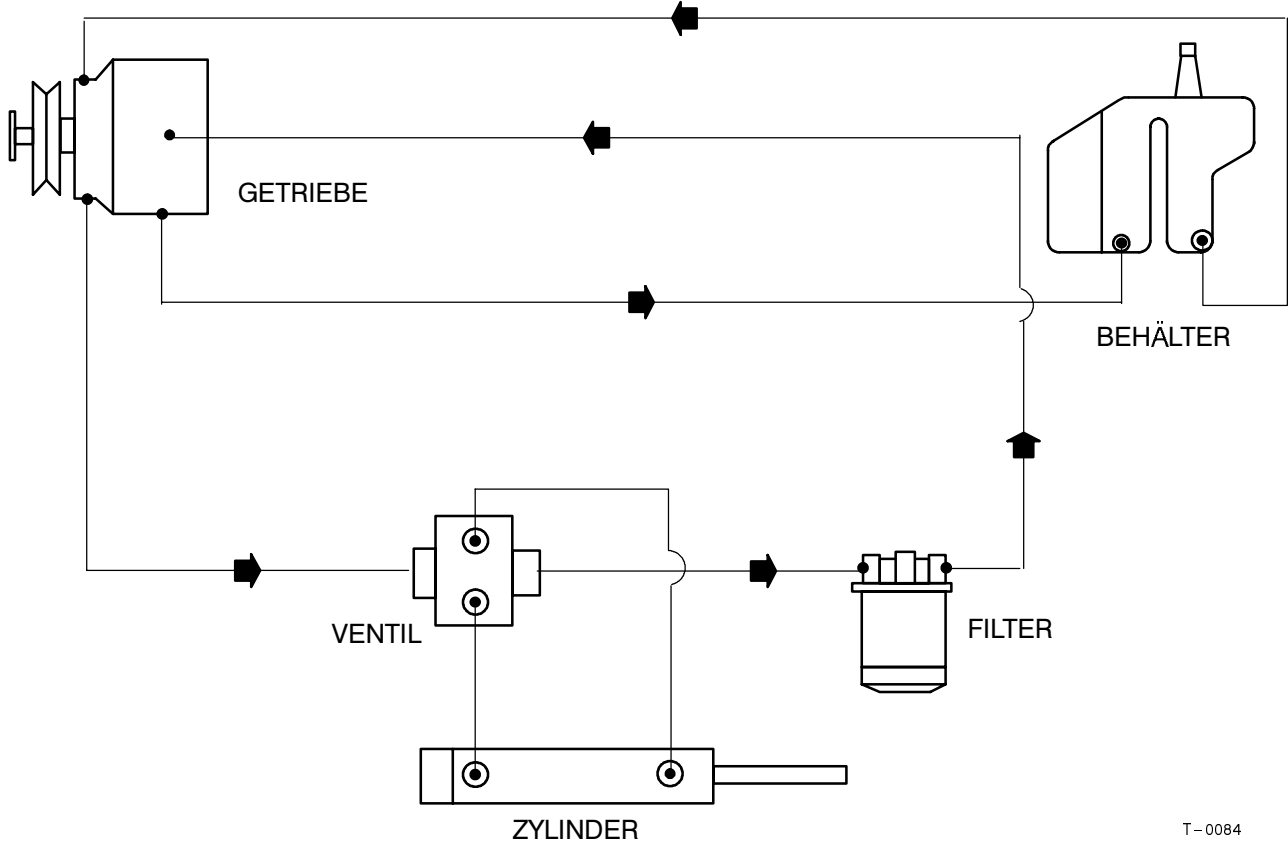 GETRIEBE
BEHÄLTER
VENTIL
FILTER
ZYLINDER
T-0084